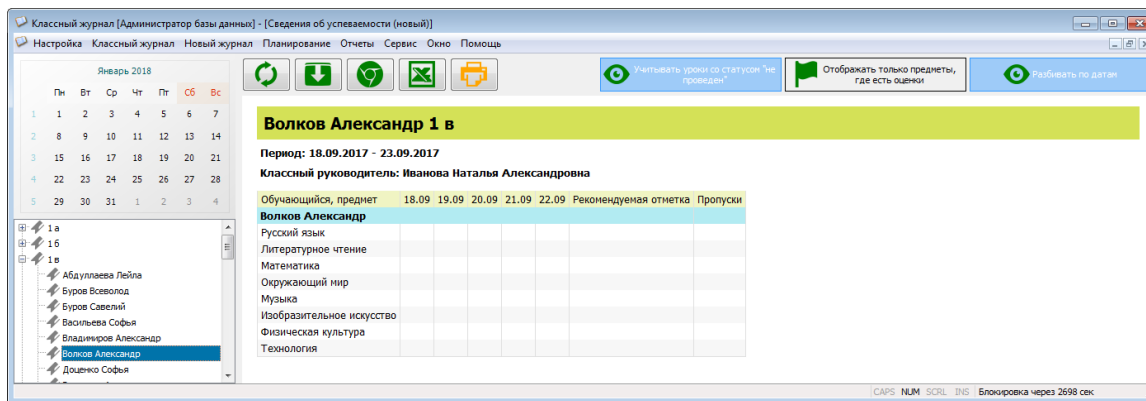 Классный журнал [Администратор базы данных] - [Сведения об успеваемости (новый)]
Настройка Классный журнал Новый журнал Планирование Отчеты Сервис Окно Помощь
Январь 2018
Пн Вт Ср Чт Пт Сб Вс
1 1 2 3 4 5 6 7
2 8 9 10 11 12 13 14
3 15 16 17 18 19 20 21
4 22 23 24 25 26 27 28
5 29 30 31 1 2 3 4
1 а
1 б
1 в
Абдуллаева Лейла
Буров Всеволод
Буров Савелий
Васильева Софья
Владимиров Александр
Волков Александр
Доценко Софья
Учитывать уроки со статусом "не
проведен"
Отображать только предметы,
где есть оценки
Разбивать по датам
Волков Александр 1 в
Период: 18.09.2017 - 23.09.2017
Классный руководитель: Иванова Наталья Александровна
Обучающийся, предмет 18.09 19.09 20.09 21.09 22.09 Рекомендуемая отметка Пропуски
Волков Александр
Русский язык
Литературное чтение
Математика
Окружающий мир
Музыка
Изобразительное искусство
Физическая культура
Технология
CAPS NUM SCRL INS Блокировка через 2698 сек